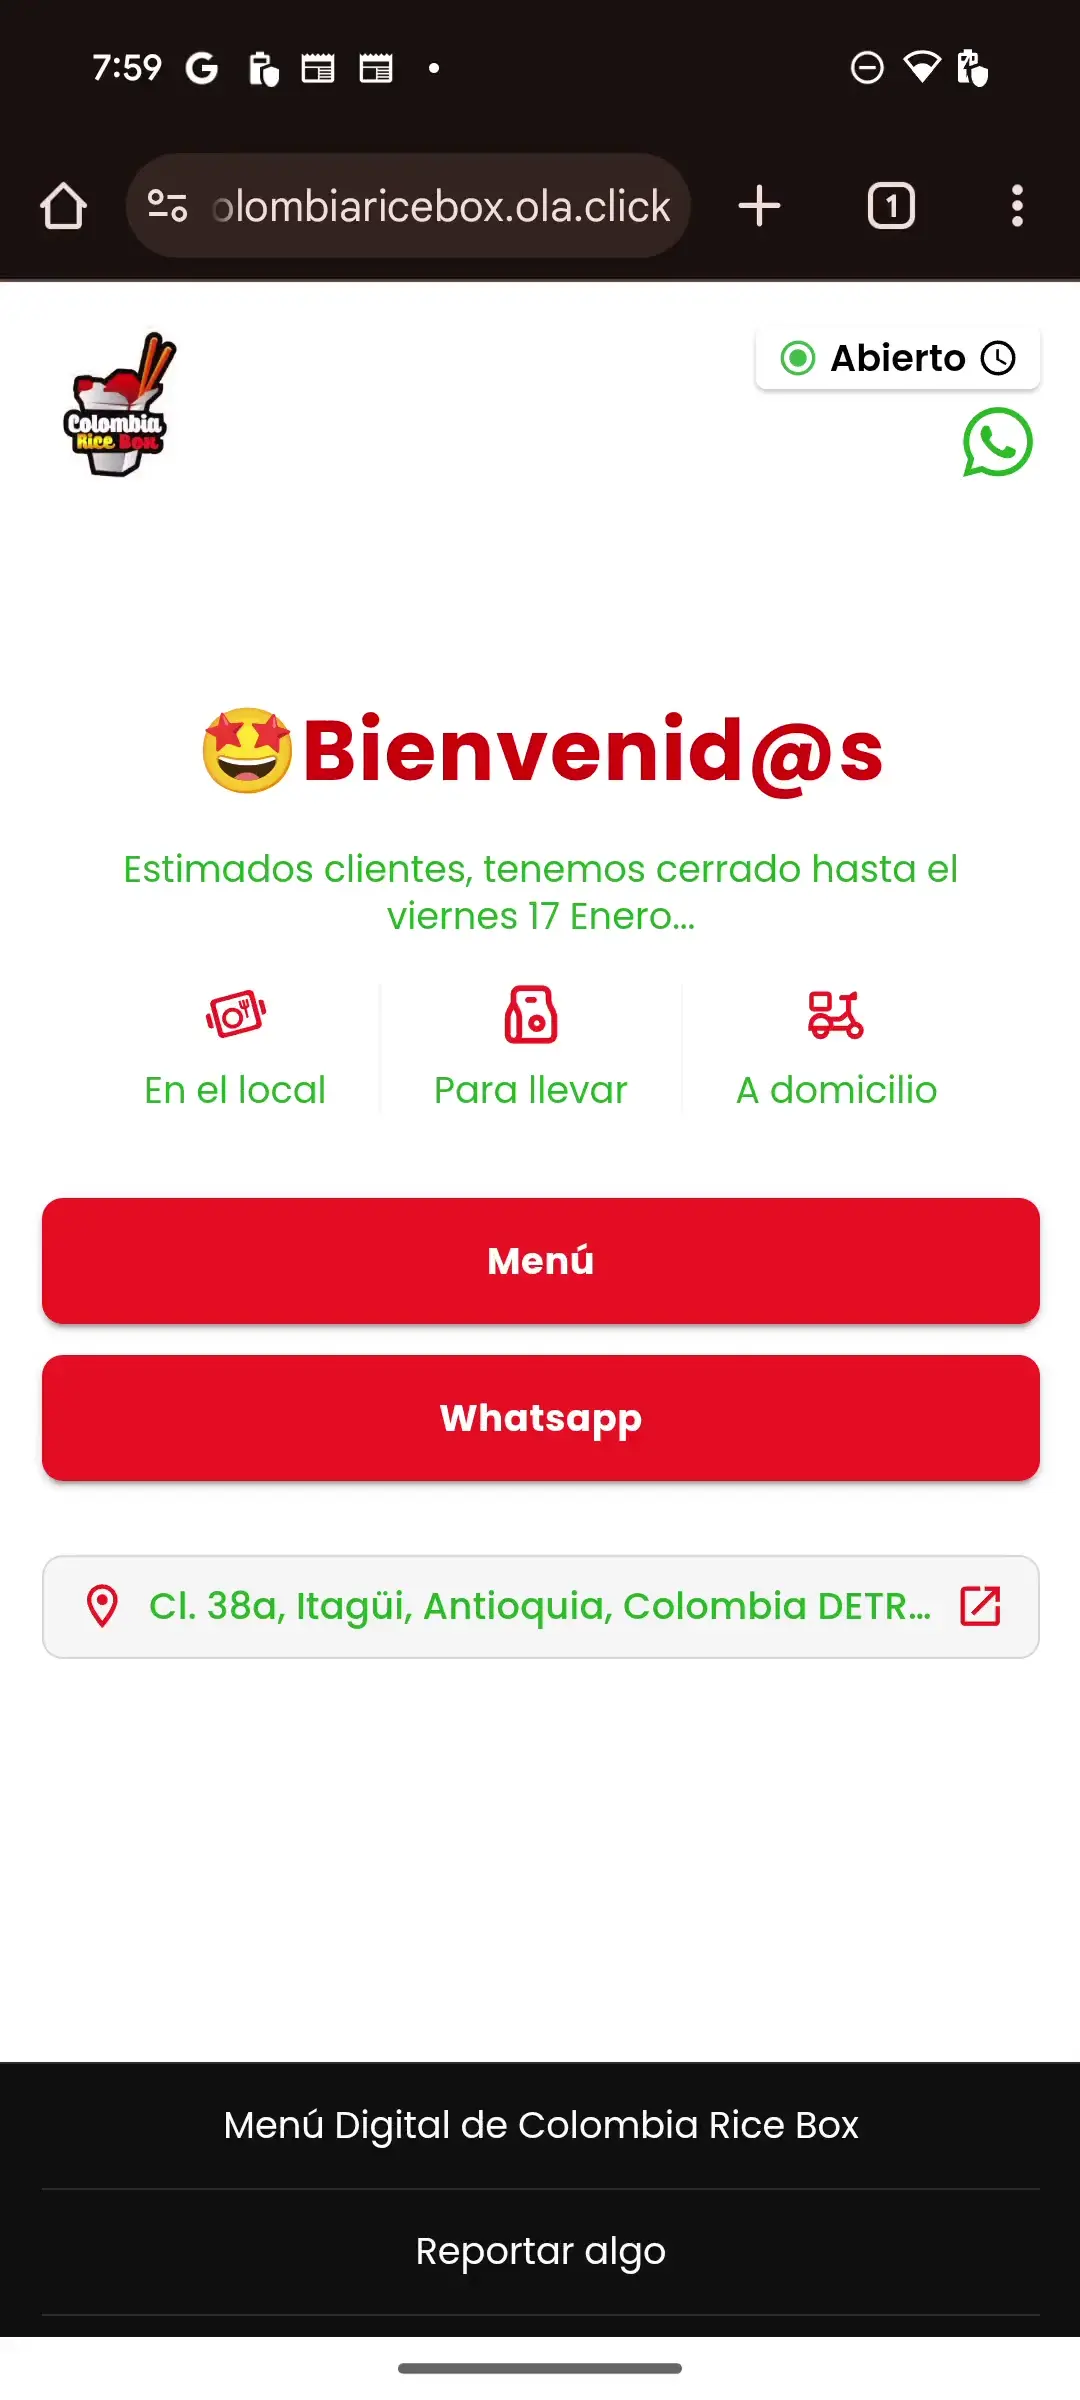 7:59
olombiaricebox.ola.click
1
Colombia
Rice Box
Abierto
Bienvenid@s
Estimados clientes, tenemos cerrado hasta el
viernes 17 Enero...
En el local
Para llevar
A domicilio
Menú
Whatsapp
Cl. 38a, Itagüi, Antioquia, Colombia DETR...
Menú Digital de Colombia Rice Box
Reportar algo